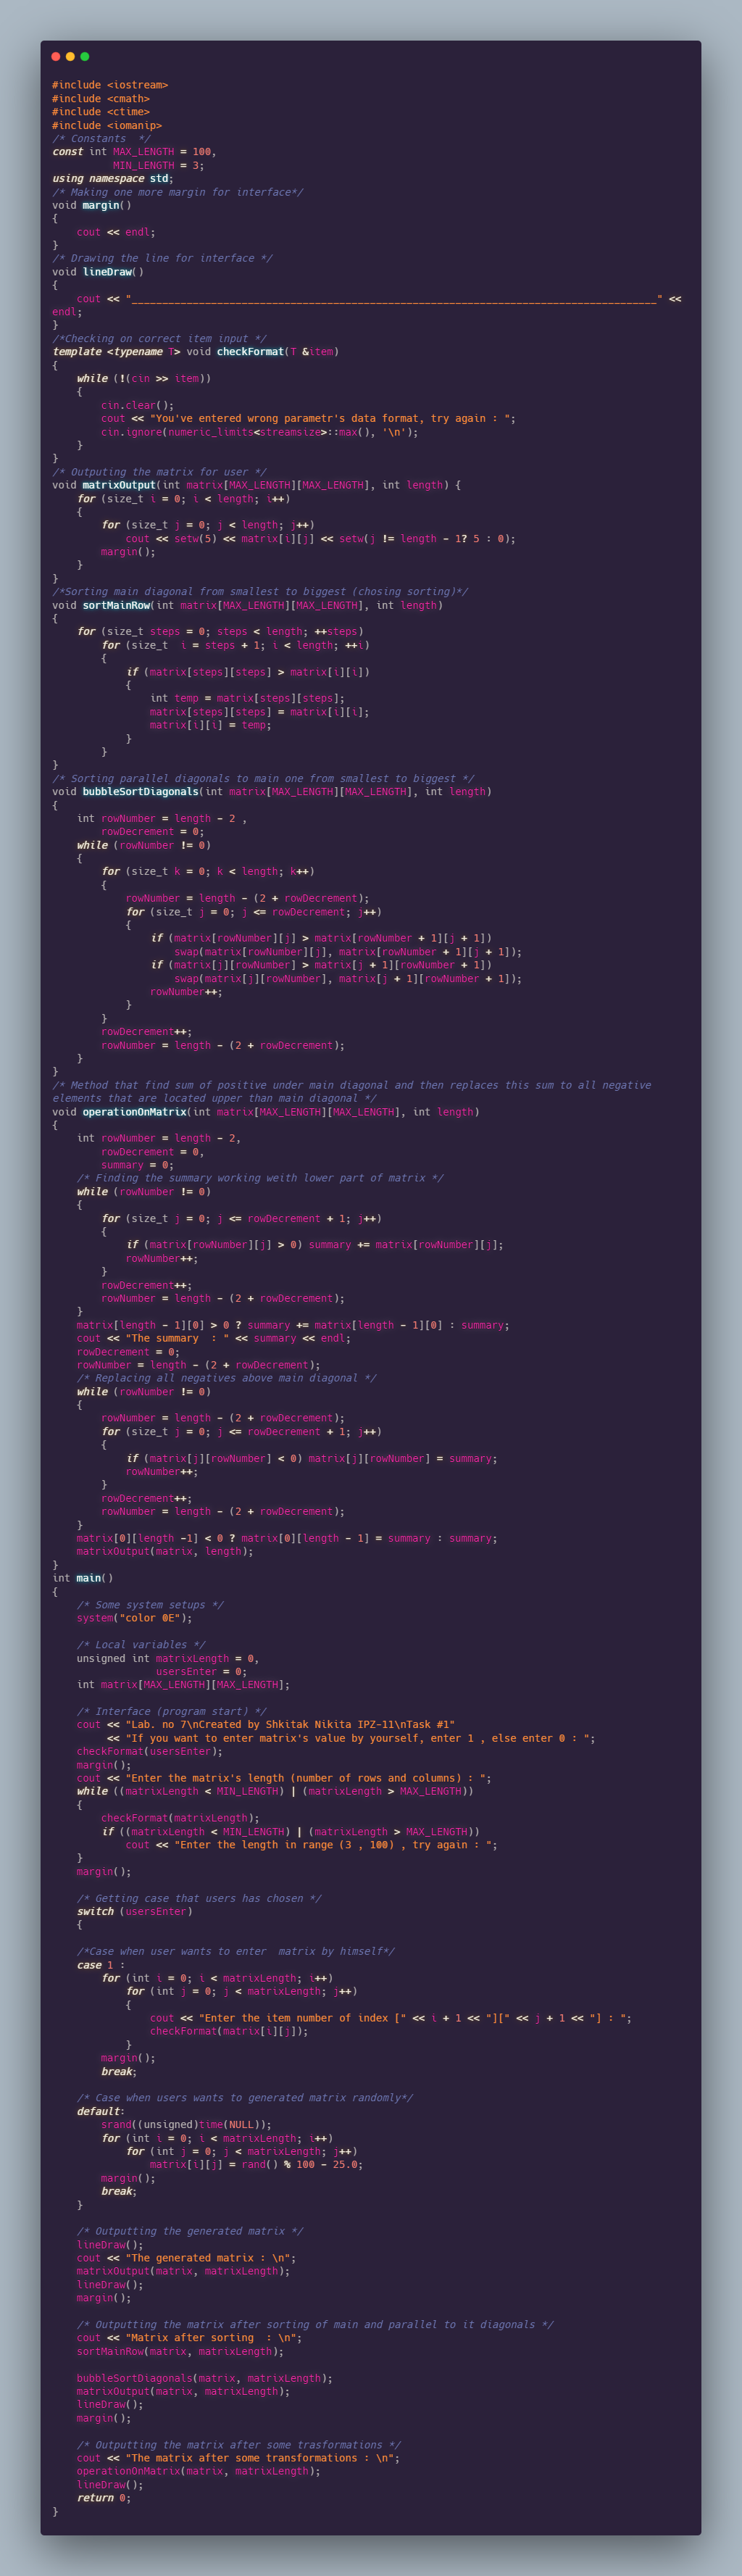 #include <iostream>
#include <cmath>
#include <ctime>
#include <iomanip>
/* Constants  */
const int MAX_LENGTH = 100,
          MIN_LENGTH = 3;
using namespace std;
/* Making one more margin for interface*/
void margin()
{
    cout << endl;
}
/* Drawing the line for interface */
void lineDraw()
{
    cout << "______________________________________________________________________________________" <<
endl;
}
/*Checking on correct item input */
template <typename T> void checkFormat(T &item)
{
    while (!(cin >> item))
    {
        cin.clear();
        cout << "You've entered wrong parametr's data format, try again : ";
        cin.ignore(numeric_limits<streamsize>::max(), '\n');
    }
}
/* Outputing the matrix for user */
void matrixOutput(int matrix[MAX_LENGTH][MAX_LENGTH], int length) {
    for (size_t i = 0; i < length; i++)
    {
        for (size_t j = 0; j < length; j++)
            cout << setw(5) << matrix[i][j] << setw(j != length - 1? 5 : 0);
        margin();
    }
}
/*Sorting main diagonal from smallest to biggest (chosing sorting)*/
void sortMainRow(int matrix[MAX_LENGTH][MAX_LENGTH], int length)
{
    for (size_t steps = 0; steps < length; ++steps)
        for (size_t  i = steps + 1; i < length; ++i)
        {
            if (matrix[steps][steps] > matrix[i][i])
            {
                int temp = matrix[steps][steps];
                matrix[steps][steps] = matrix[i][i];
                matrix[i][i] = temp;
            }
        }
}
/* Sorting parallel diagonals to main one from smallest to biggest */
void bubbleSortDiagonals(int matrix[MAX_LENGTH][MAX_LENGTH], int length)
{
    int rowNumber = length - 2 ,
        rowDecrement = 0;
    while (rowNumber != 0)
    {
        for (size_t k = 0; k < length; k++)
        {
            rowNumber = length - (2 + rowDecrement);
            for (size_t j = 0; j <= rowDecrement; j++)
            {
                if (matrix[rowNumber][j] > matrix[rowNumber + 1][j + 1])
                    swap(matrix[rowNumber][j], matrix[rowNumber + 1][j + 1]);
                if (matrix[j][rowNumber] > matrix[j + 1][rowNumber + 1])
                    swap(matrix[j][rowNumber], matrix[j + 1][rowNumber + 1]);
                rowNumber++;
            }
        }
        rowDecrement++;
        rowNumber = length - (2 + rowDecrement);
    }
}
/* Method that find sum of positive under main diagonal and then replaces this sum to all negative
elements that are located upper than main diagonal */
void operationOnMatrix(int matrix[MAX_LENGTH][MAX_LENGTH], int length)
{
    int rowNumber = length - 2,
        rowDecrement = 0,
        summary = 0;
    /* Finding the summary working weith lower part of matrix */
    while (rowNumber != 0)
    {
        for (size_t j = 0; j <= rowDecrement + 1; j++)
        {
            if (matrix[rowNumber][j] > 0) summary += matrix[rowNumber][j];
            rowNumber++;
        }
        rowDecrement++;
        rowNumber = length - (2 + rowDecrement);
    }
    matrix[length - 1][0] > 0 ? summary += matrix[length - 1][0] : summary;
    cout << "The summary  : " << summary << endl;
    rowDecrement = 0;
    rowNumber = length - (2 + rowDecrement);
    /* Replacing all negatives above main diagonal */
    while (rowNumber != 0)
    {
        rowNumber = length - (2 + rowDecrement);
        for (size_t j = 0; j <= rowDecrement + 1; j++)
        {
            if (matrix[j][rowNumber] < 0) matrix[j][rowNumber] = summary;
            rowNumber++;
        }
        rowDecrement++;
        rowNumber = length - (2 + rowDecrement);
    }
    matrix[0][length -1] < 0 ? matrix[0][length - 1] = summary : summary;
    matrixOutput(matrix, length);
}
int main()
{
    /* Some system setups */
    system("color 0E");

    /* Local variables */
    unsigned int matrixLength = 0,
                 usersEnter = 0;
    int matrix[MAX_LENGTH][MAX_LENGTH];

    /* Interface (program start) */
    cout << "Lab. no 7\nCreated by Shkitak Nikita IPZ-11\nTask #1"
         << "If you want to enter matrix's value by yourself, enter 1 , else enter 0 : ";
    checkFormat(usersEnter);
    margin();
    cout << "Enter the matrix's length (number of rows and columns) : ";
    while ((matrixLength < MIN_LENGTH) | (matrixLength > MAX_LENGTH))
    {
        checkFormat(matrixLength);
        if ((matrixLength < MIN_LENGTH) | (matrixLength > MAX_LENGTH))
            cout << "Enter the length in range (3 , 100) , try again : ";
    }
    margin();

    /* Getting case that users has chosen */
    switch (usersEnter)
    {

    /*Case when user wants to enter  matrix by himself*/
    case 1 :
        for (int i = 0; i < matrixLength; i++)
            for (int j = 0; j < matrixLength; j++)
            {
                cout << "Enter the item number of index [" << i + 1 << "][" << j + 1 << "] : ";
                checkFormat(matrix[i][j]);
            }
        margin();
        break;

    /* Case when users wants to generated matrix randomly*/
    default:
        srand((unsigned)time(NULL));
        for (int i = 0; i < matrixLength; i++)
            for (int j = 0; j < matrixLength; j++)
                matrix[i][j] = rand() % 100 - 25.0;
        margin();
        break;
    }

    /* Outputting the generated matrix */
    lineDraw();
    cout << "The generated matrix : \n";
    matrixOutput(matrix, matrixLength);
    lineDraw();
    margin();

    /* Outputting the matrix after sorting of main and parallel to it diagonals */
    cout << "Matrix after sorting  : \n";
    sortMainRow(matrix, matrixLength);

    bubbleSortDiagonals(matrix, matrixLength);
    matrixOutput(matrix, matrixLength);
    lineDraw();
    margin();

    /* Outputting the matrix after some trasformations */
    cout << "The matrix after some transformations : \n";
    operationOnMatrix(matrix, matrixLength);
    lineDraw();
    return 0;
}